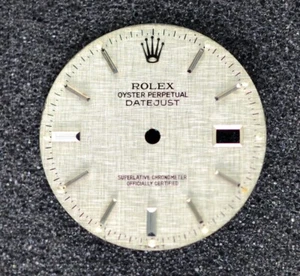 ROLEX
OYSTER PERPETUAL
DATEJUST
SUPERLATIVE CHRONOMETER
OFFICIALLY CERTIFIED